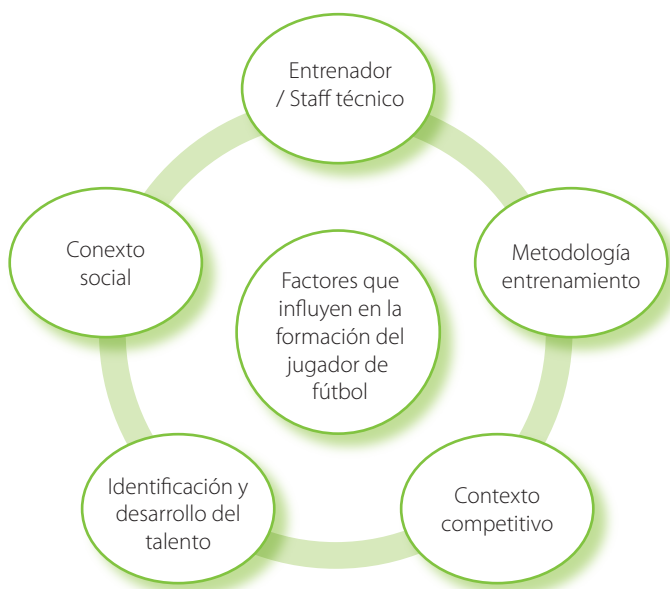 Entrenador
/ Staff técnico
Conexto
social
Metodología
entrenamiento
Factores que
influyen en la
formación del
jugador de
fútbol
Identificación y
desarrollo del
talento
Contexto
competitivo